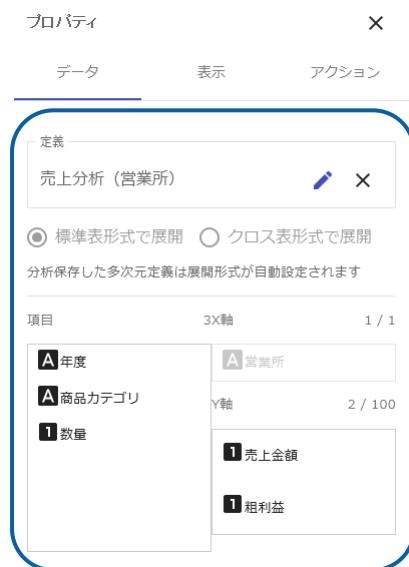 プロパティ
データ 表示 アクション
定義
売上分析（営業所）
標準表形式で展開 クロス表形式で展開
分析保存した多次元定義は展開形式が自動設定されます
項目 3X軸 1 / 1
A 年度 A 営業所
A 商品カテゴリ Y軸 2 / 100
1 数量
1 売上金額
1 粗利益